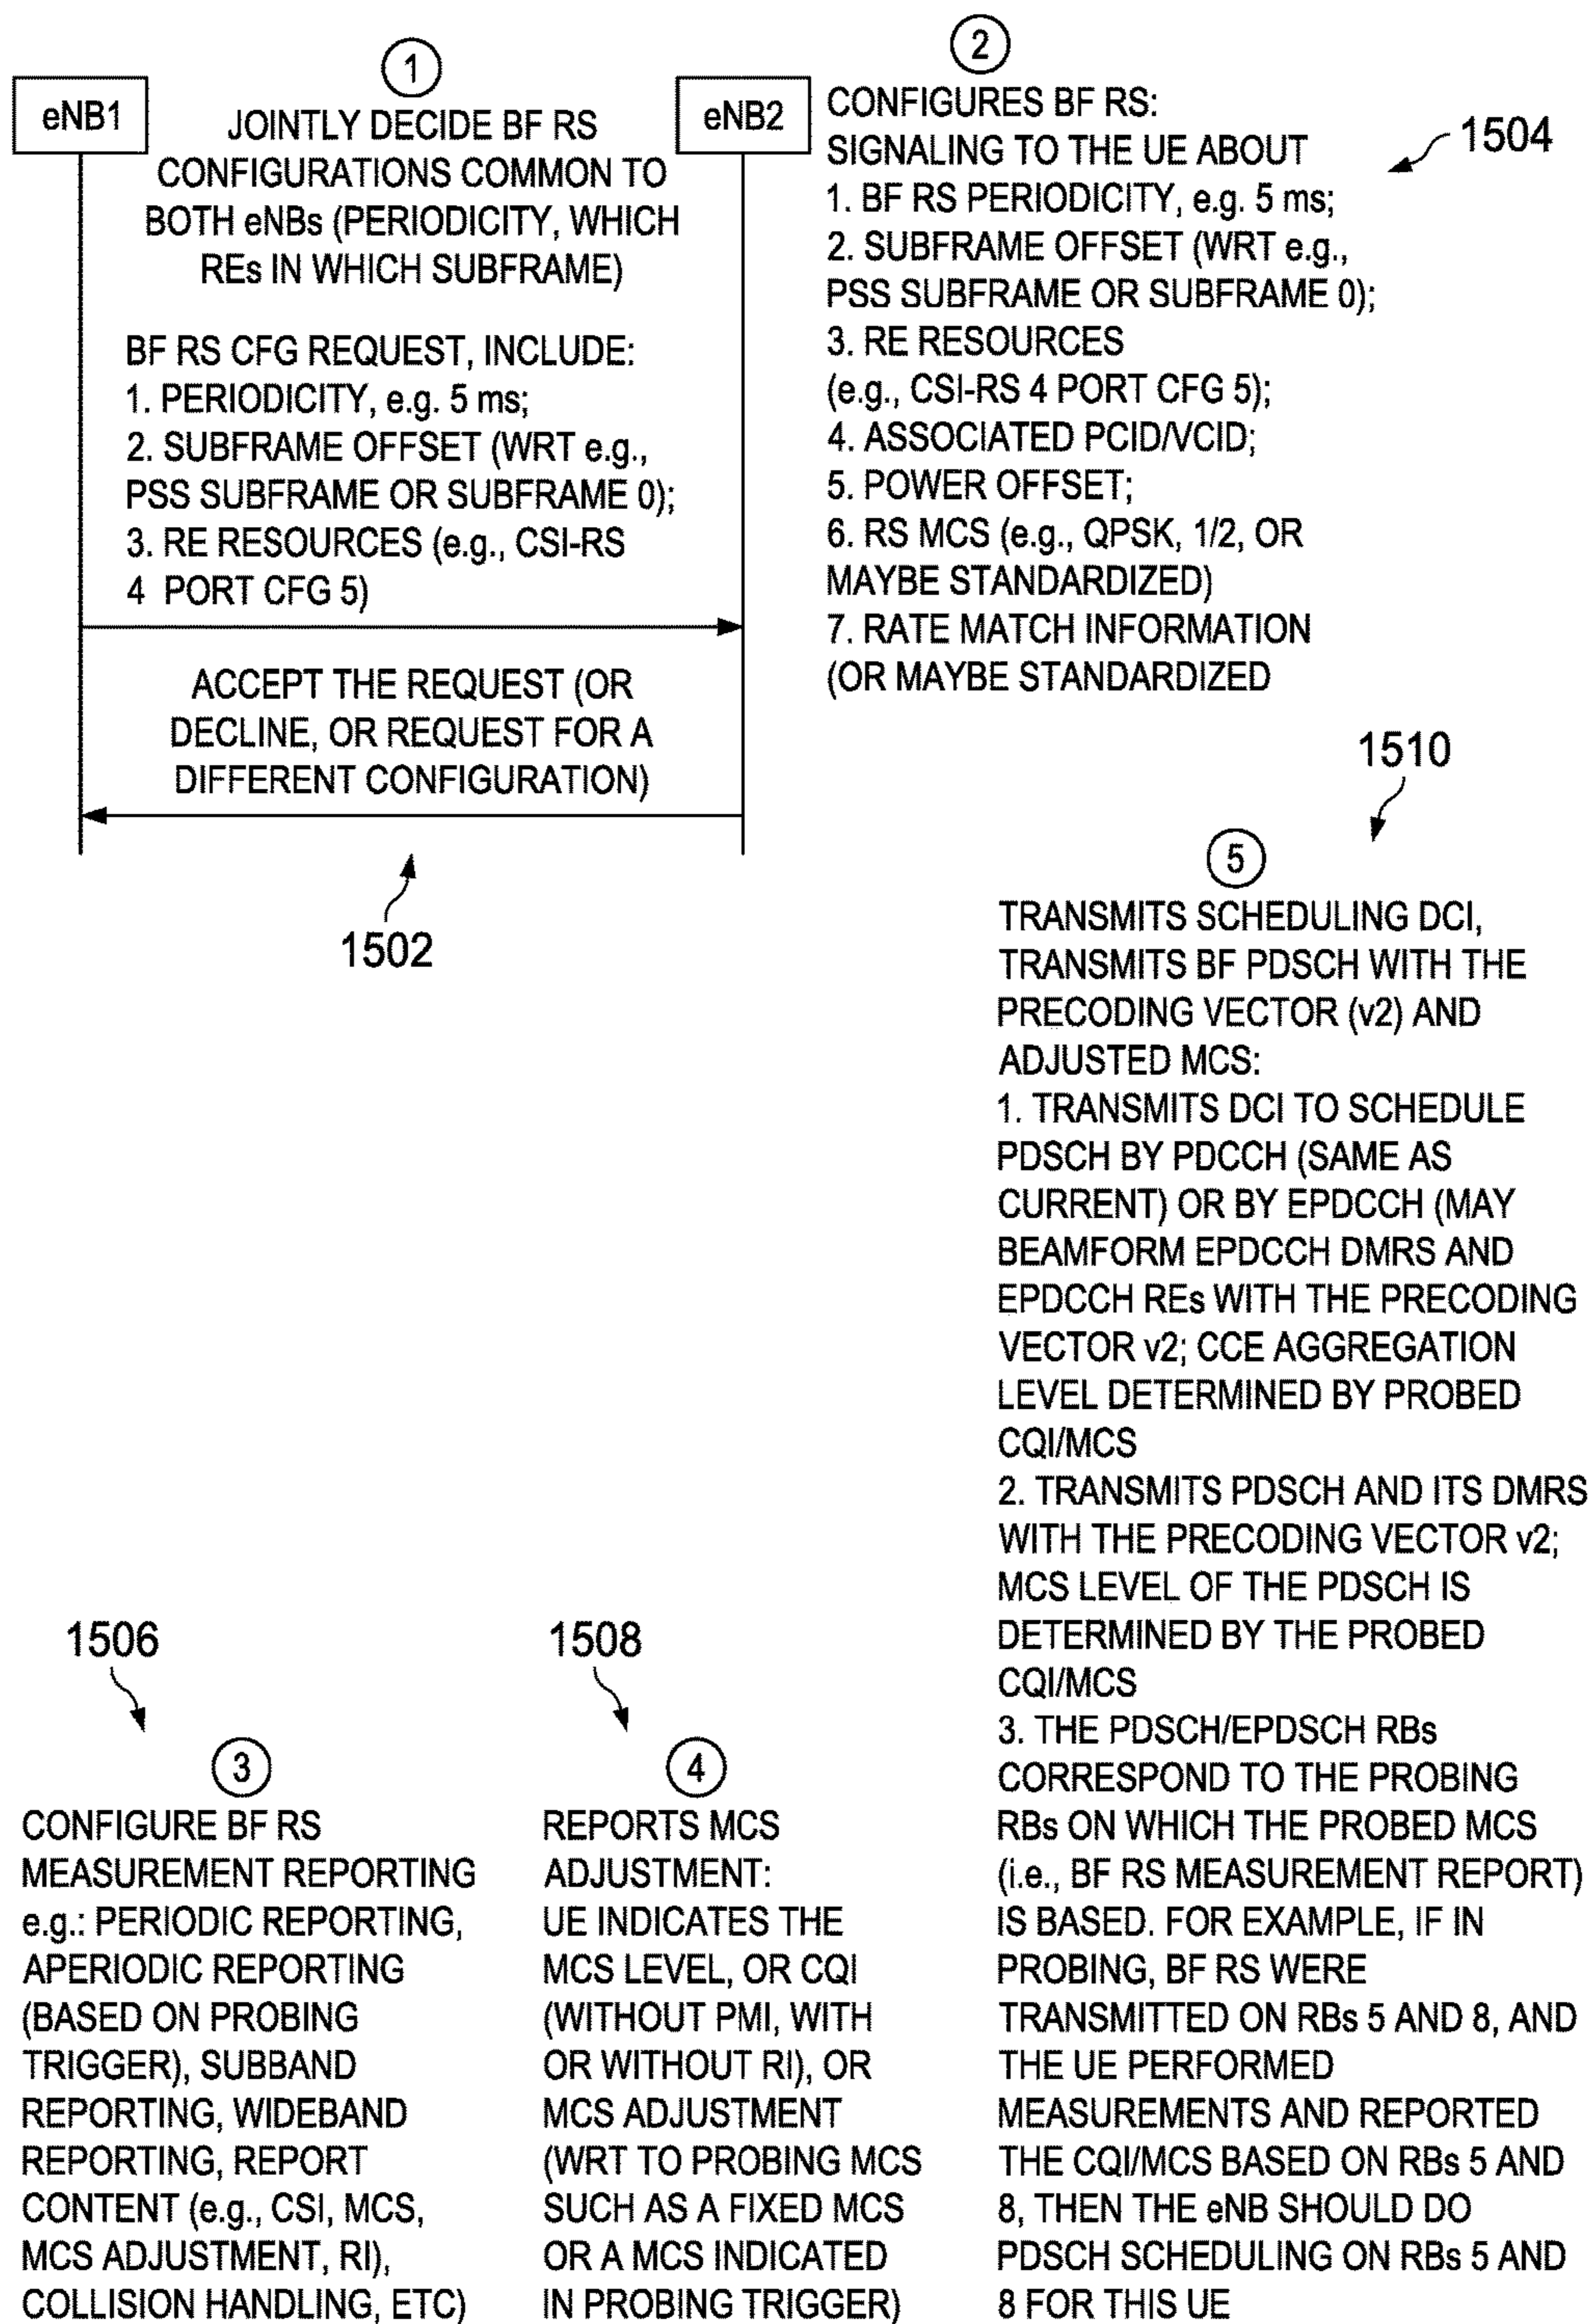 1
eNB1
eNB2
JOINTLY DECIDE BF RS
CONFIGURATIONS COMMON TO
BOTH eNBs (PERIODICITY, WHICH
REs IN WHICH SUBFRAME)
BF RS CFG REQUEST, INCLUDE:
1. PERIODICITY, e.g. 5 ms;
2. SUBFRAME OFFSET (WRT e.g.,
PSS SUBFRAME OR SUBFRAME 0);
3. RE RESOURCES (e.g., CSI-RS
4 PORT CFG 5)
ACCEPT THE REQUEST (OR
DECLINE, OR REQUEST FOR A
DIFFERENT CONFIGURATION)
1502
2
CONFIGURES BF RS:
SIGNALING TO THE UE ABOUT
1. BF RS PERIODICITY, e.g. 5 ms;
2. SUBFRAME OFFSET (WRT e.g.,
PSS SUBFRAME OR SUBFRAME 0);
3. RE RESOURCES
(e.g., CSI-RS 4 PORT CFG 5);
4. ASSOCIATED PCID/VCID;
5. POWER OFFSET;
6. RS MCS (e.g., QPSK, 1/2, OR
MAYBE STANDARDIZED)
7. RATE MATCH INFORMATION
(OR MAYBE STANDARDIZED
1504
1506
3
CONFIGURE BF RS
MEASUREMENT REPORTING
e.g.: PERIODIC REPORTING,
APERIODIC REPORTING
(BASED ON PROBING
TRIGGER), SUBBAND
REPORTING, WIDEBAND
REPORTING, REPORT
CONTENT (e.g., CSI, MCS,
MCS ADJUSTMENT, RI),
COLLISION HANDLING, ETC)
1508
4
REPORTS MCS
ADJUSTMENT:
UE INDICATES THE
MCS LEVEL, OR CQI
(WITHOUT PMI, WITH
OR WITHOUT RI), OR
MCS ADJUSTMENT
(WRT TO PROBING MCS
SUCH AS A FIXED MCS
OR A MCS INDICATED
IN PROBING TRIGGER)
1510
5
TRANSMITS SCHEDULING DCI,
TRANSMITS BF PDSCH WITH THE
PRECODING VECTOR (v2) AND
ADJUSTED MCS:
1. TRANSMITS DCI TO SCHEDULE
PDSCH BY PDCCH (SAME AS
CURRENT) OR BY EPDCCH (MAY
BEAMFORM EPDCCH DMRS AND
EPDCCH REs WITH THE PRECODING
VECTOR v2; CCE AGGREGATION
LEVEL DETERMINED BY PROBED
CQI/MCS
2. TRANSMITS PDSCH AND ITS DMRS
WITH THE PRECODING VECTOR v2;
MCS LEVEL OF THE PDSCH IS
DETERMINED BY THE PROBED
CQI/MCS
3. THE PDSCH/EPDSCH RBs
CORRESPOND TO THE PROBING
RBs ON WHICH THE PROBED MCS
(i.e., BF RS MEASUREMENT REPORT)
IS BASED. FOR EXAMPLE, IF IN
PROBING, BF RS WERE
TRANSMITTED ON RBs 5 AND 8, AND
THE UE PERFORMED
MEASUREMENTS AND REPORTED
THE CQI/MCS BASED ON RBs 5 AND
8, THEN THE eNB SHOULD DO
PDSCH SCHEDULING ON RBs 5 AND
8 FOR THIS UE